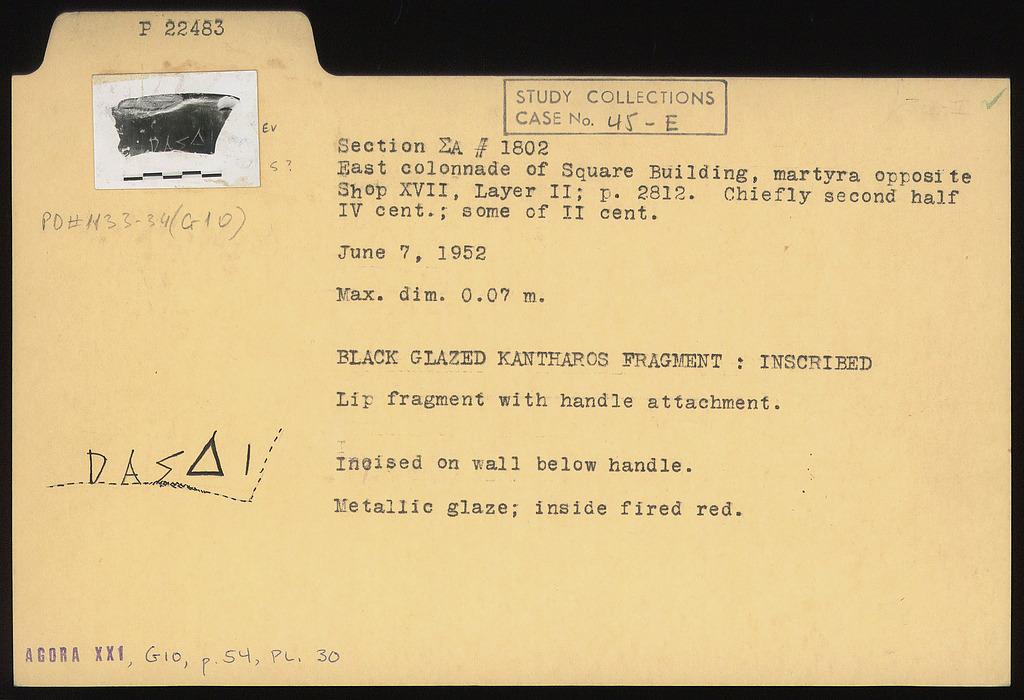 P 22483
STUDY COLLECTIONS
CASE No. 45-E
EV
S?
Section ΣΑ # 1802
East colonnade of Square Building, martyra opposite
Shop XVII, Layer II; p. 2812. Chiefly second half
IV cent.; some of II cent.
PD#1133-34(G10)
June 7, 1952
Max. dim. 0.07 m.
BLACK GLAZED KANTHAROS FRAGMENT : INSCRIBED
Lip fragment with handle attachment.
DAΣΔI
Incised on wall below handle.
Metallic glaze; inside fired red.
AGORA XXI, G10, p. 54, PL. 30